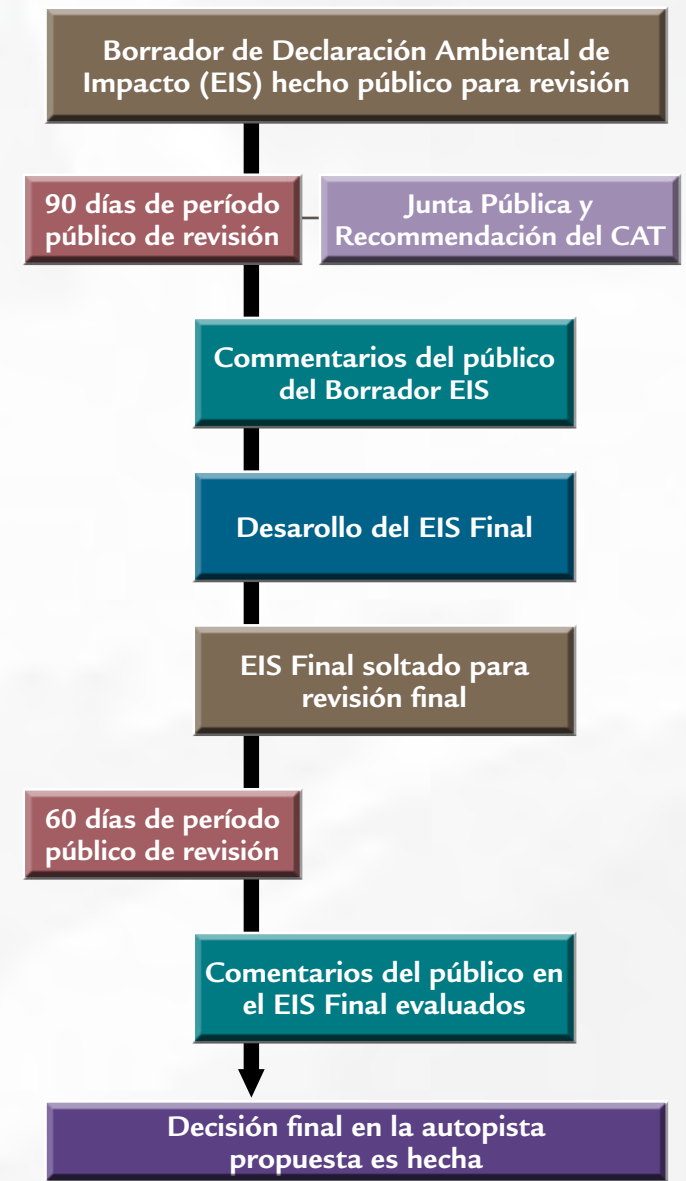 Borrador de Declaración Ambiental de
Impacto (EIS) hecho público para revisión
90 días de período
público de revisión
Junta Pública y
Recommendación del CAT
Commentarios del público
del Borrador EIS
Desarollo del EIS Final
EIS Final soltado para
revisión final
60 días de período
público de revisión
Comentarios del público en
el EIS Final evaluados
Decisión final en la autopista
propuesta es hecha